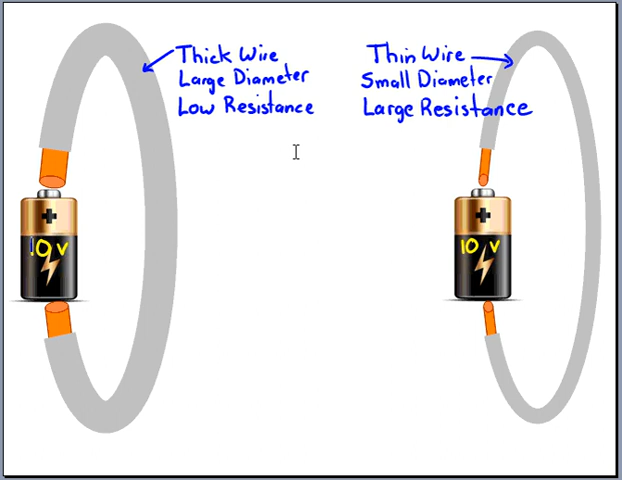 Thick Wire
Large Diameter
Low Resistance
Thin Wire
Small Diameter
Large Resistance
10 v
10 v